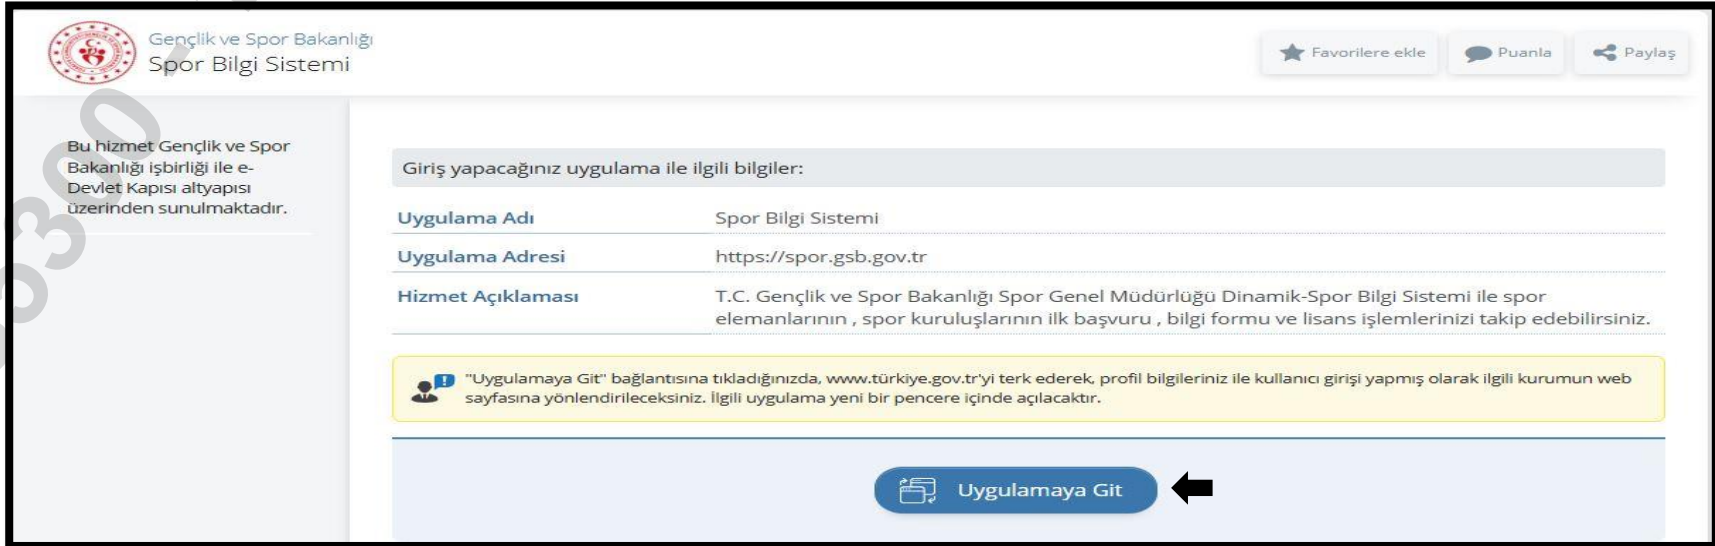 Gençlik ve Spor Bakanlığı
Spor Bilgi Sistemi
Favorilere ekle
Puanla
Paylaş
Bu hizmet Gençlik ve Spor
Bakanlığı işbirliği ile e-
Devlet Kapısı altyapısı
üzerinden sunulmaktadır.
Giriş yapacağınız uygulama ile ilgili bilgiler:
Uygulama Adı Spor Bilgi Sistemi
Uygulama Adresi https://spor.gsb.gov.tr
Hizmet Açıklaması T.C. Gençlik ve Spor Bakanlığı Spor Genel Müdürlüğü Dinamik-Spor Bilgi Sistemi ile spor
elemanlarının , spor kuruluşlarının ilk başvuru , bilgi formu ve lisans işlemlerinizi takip edebilirsiniz.
"Uygulamaya Git" bağlantısına tıkladığınızda, www.türkiye.gov.tr'yi terk ederek, profil bilgileriniz ile kullanıcı girişi yapmış olarak ilgili kurumun web
sayfasına yönlendirileceksiniz. İlgili uygulama yeni bir pencere içinde açılacaktır.
Uygulamaya Git